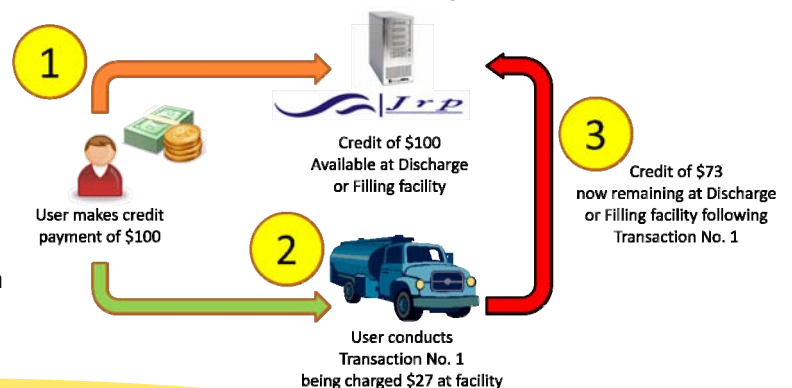 1
Jrp
Credit of $100
Available at Discharge
or Filling facility
User makes credit
payment of $100
2
User conducts
Transaction No. 1
being charged $27 at facility
3
Credit of $73
now remaining at Discharge
or Filling facility following
Transaction No. 1